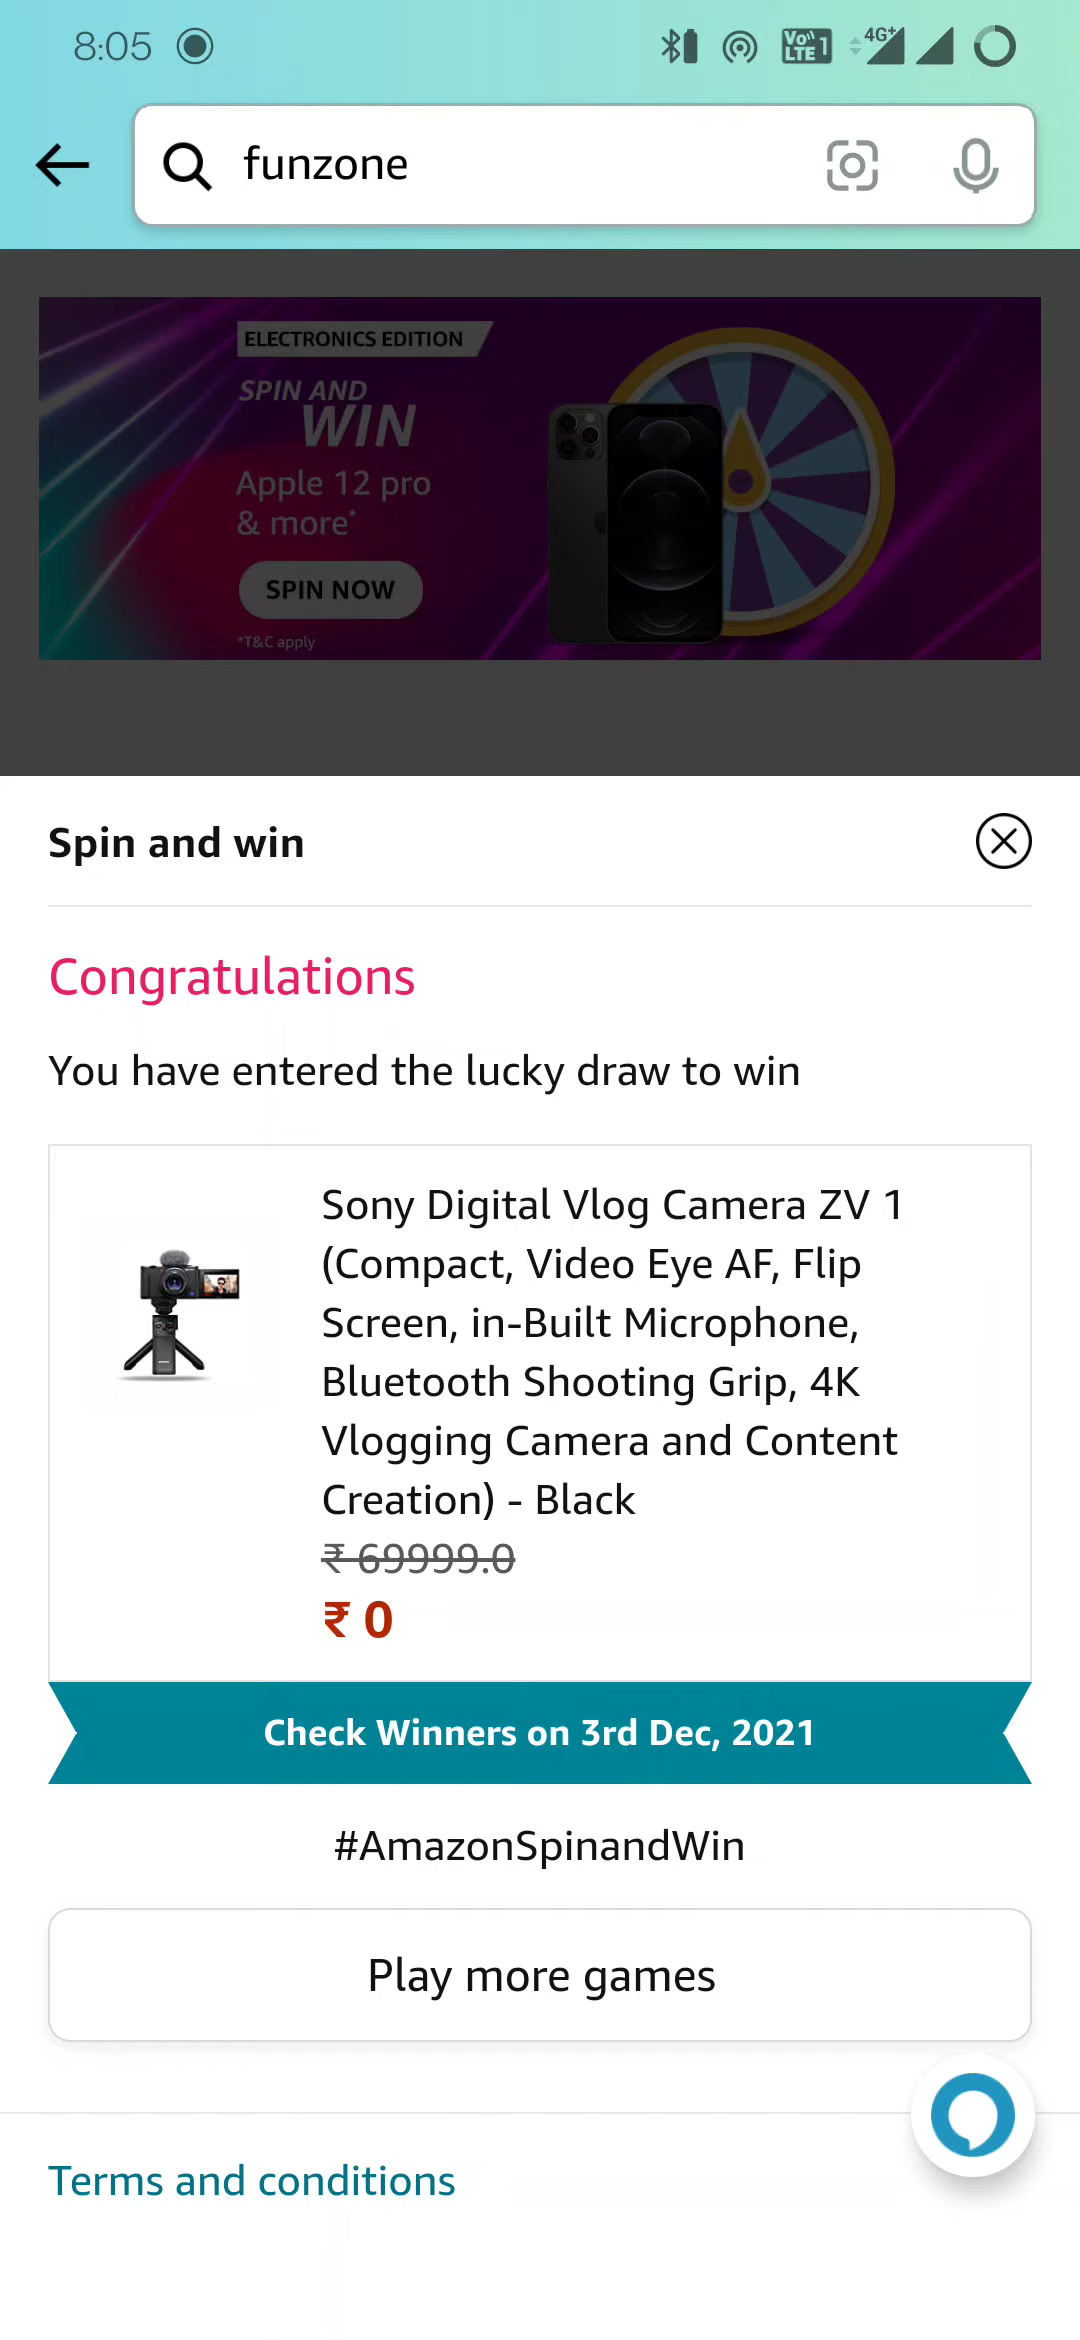 8:05
Vo)) LTE 1
4G+
funzone
ELECTRONICS EDITION
SPIN AND
WIN
Apple 12 pro
& more*
SPIN NOW
*T&C apply
Spin and win
Congratulations
You have entered the lucky draw to win
Sony Digital Vlog Camera ZV 1
(Compact, Video Eye AF, Flip
Screen, in-Built Microphone,
Bluetooth Shooting Grip, 4K
Vlogging Camera and Content
Creation) - Black
₹ 69999.0
₹ 0
Check Winners on 3rd Dec, 2021
#AmazonSpinandWin
Play more games
Terms and conditions